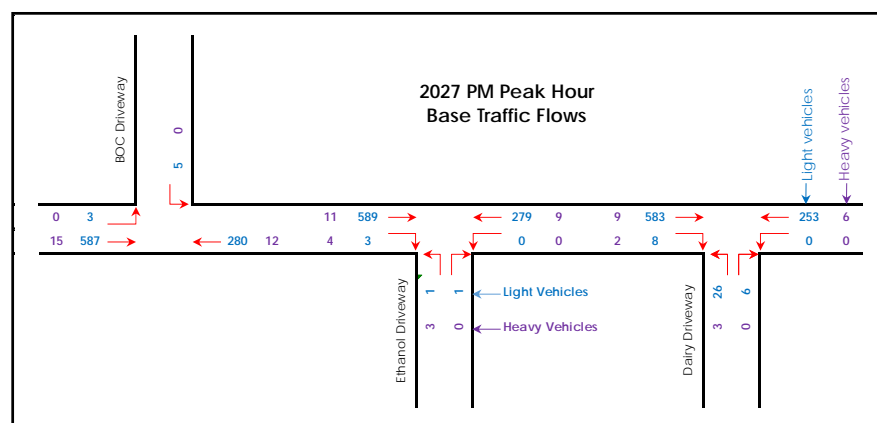 2027 PM Peak Hour
Base Traffic Flows
BOC Driveway
0
5
Light vehicles
Heavy vehicles
0 3 11 589 279 9 9 583 253 6
15 587 280 12 4 3 0 0 2 8 0 0
Ethanol Driveway
1 1 Light Vehicles
3 0 Heavy Vehicles
Dairy Driveway
26 6
3 0